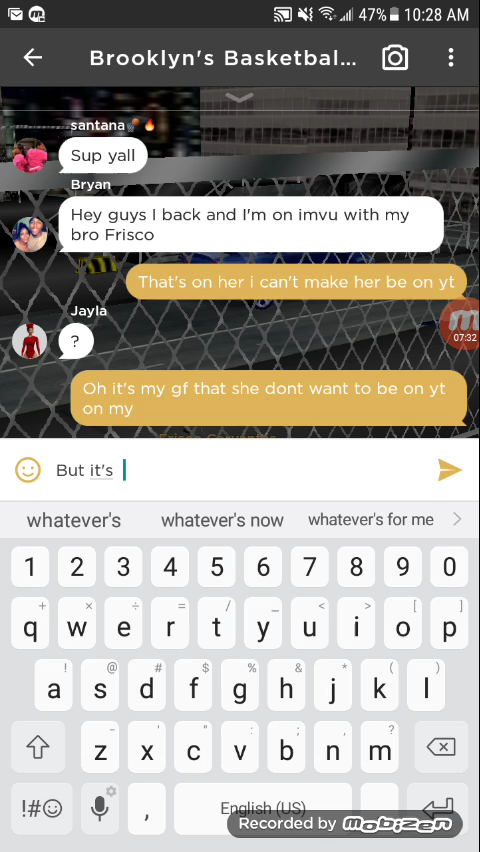 47% 10:28 AM
Brooklyn's Basketbal...
santana
Sup yall
Bryan
Hey guys I back and I'm on imvu with my
bro Frisco
That's on her i can't make her be on yt
Jayla
?
07:32
Oh it's my gf that she dont want to be on yt
on my
But it's
whatever's whatever's now whatever's for me
1 2 3 4 5 6 7 8 9 0
+ × ÷ = / _ < > [ ]
q w e r t y u i o p
! @ # $ % & * ( )
a s d f g h j k l
- ' " : ; , ?
z x c v b n m
!#☺ , English (US)
Recorded by mobizen